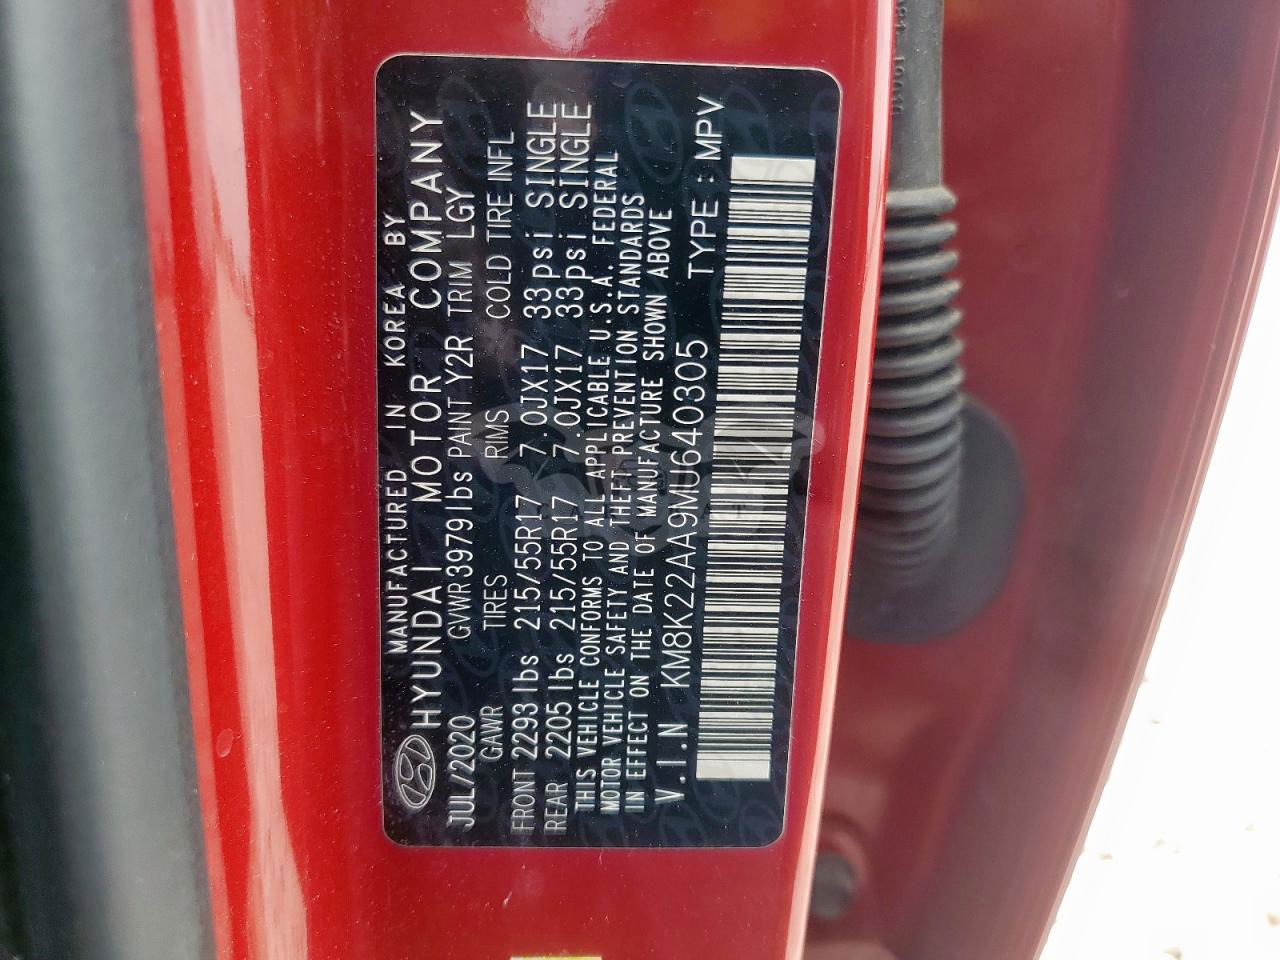 MANUFACTURED IN KOREA BY
HYUNDAI MOTOR COMPANY
JUL/2020 GVWR 3979lbs PAINT Y2R TRIM LGY
GAWR TIRES RIMS COLD TIRE INFL
FRONT 2293lbs 215/55R17 7.0JX17 33psi SINGLE
REAR 2205lbs 215/55R17 7.0JX17 33psi SINGLE
THIS VEHICLE CONFORMS TO ALL APPLICABLE U.S.A. FEDERAL
MOTOR VEHICLE SAFETY AND THEFT PREVENTION STANDARDS
IN EFFECT ON THE DATE OF MANUFACTURE SHOWN ABOVE
V.I.N KM8K22AA9MU640305 TYPE : MPV